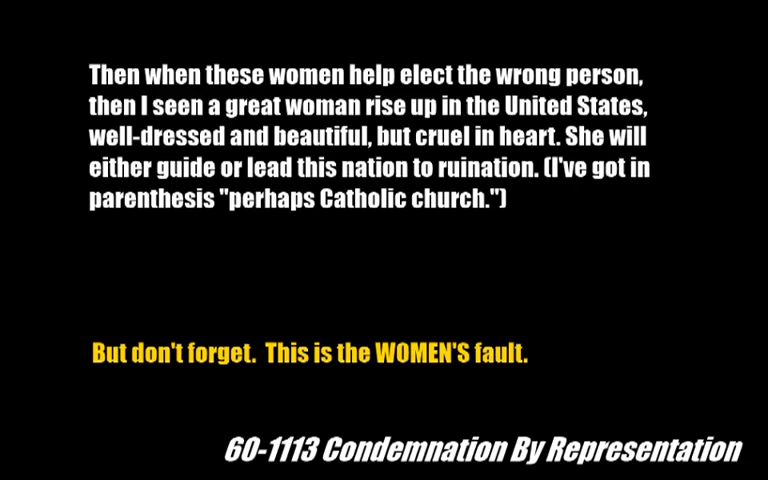 Then when these women help elect the wrong person,
then I seen a great woman rise up in the United States,
well-dressed and beautiful, but cruel in heart. She will
either guide or lead this nation to ruination. (I've got in
parenthesis "perhaps Catholic church.")
But don't forget.  This is the WOMEN'S fault.
60-1113 Condemnation By Representation